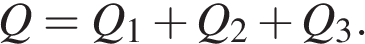 Q = Q₁ + Q₂ + Q₃.